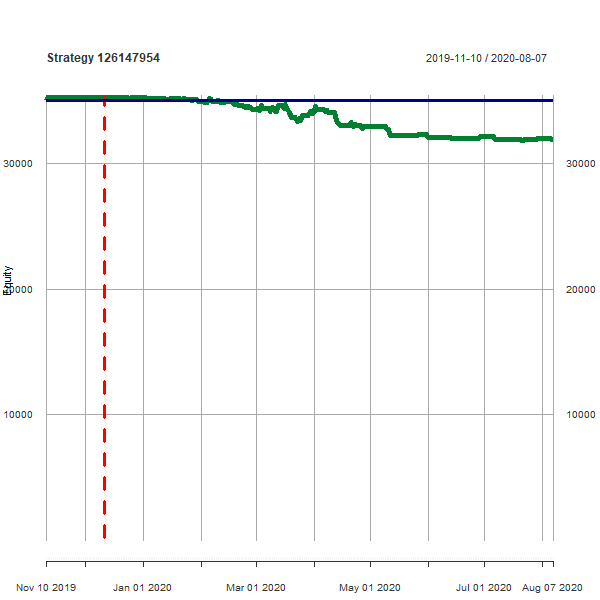 Strategy 126147954
2019-11-10 / 2020-08-07
30000
30000
Equity
20000
20000
10000
10000
Nov 10 2019
Jan 01 2020
Mar 01 2020
May 01 2020
Jul 01 2020
Aug 07 2020